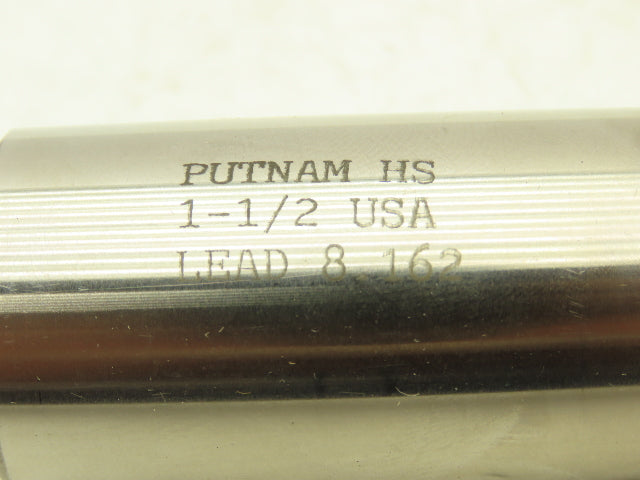 PUTNAM HS
1-1/2 USA
LEAD 8.162